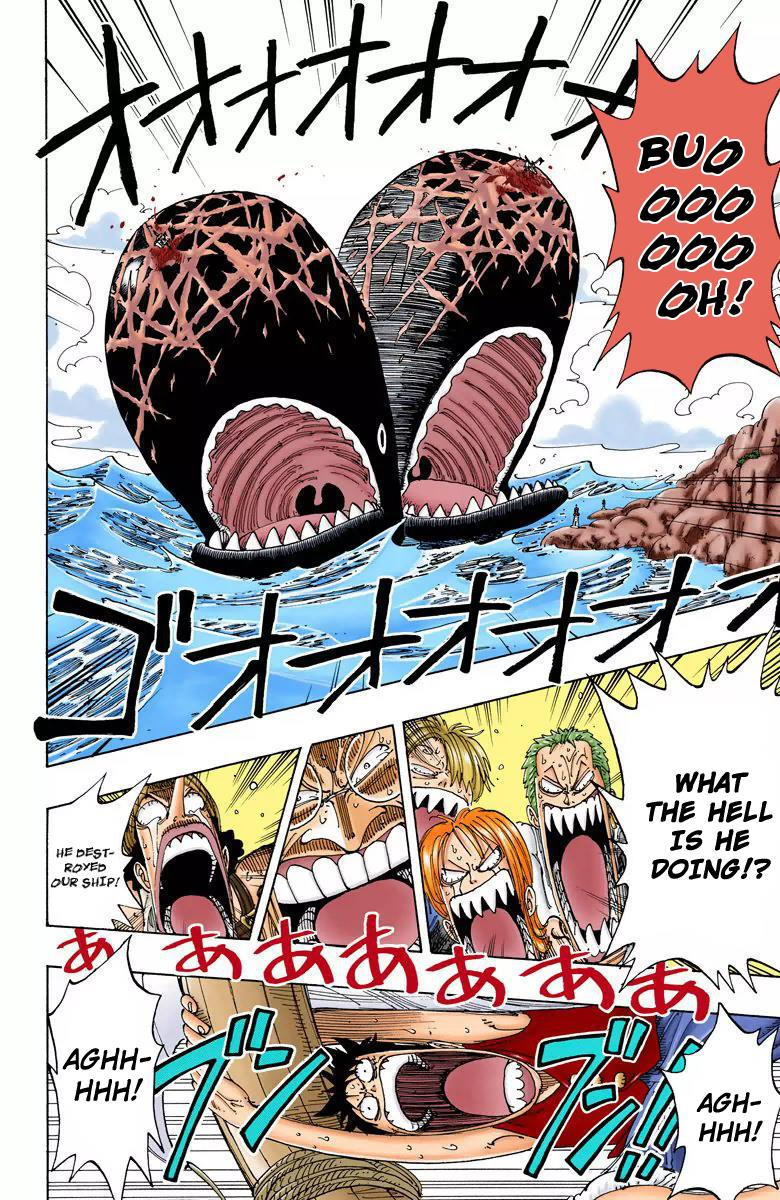 オオオオオオオ
BUO
OOO
OOO
OH!
ゴオオオオオオ
WHAT
THE HELL
IS HE
DOING!?
HE DEST-
ROYED
OUR SHIP!
あああああああ
AGH-
HHH!
ブンブン!!
AGHH-
HHH!